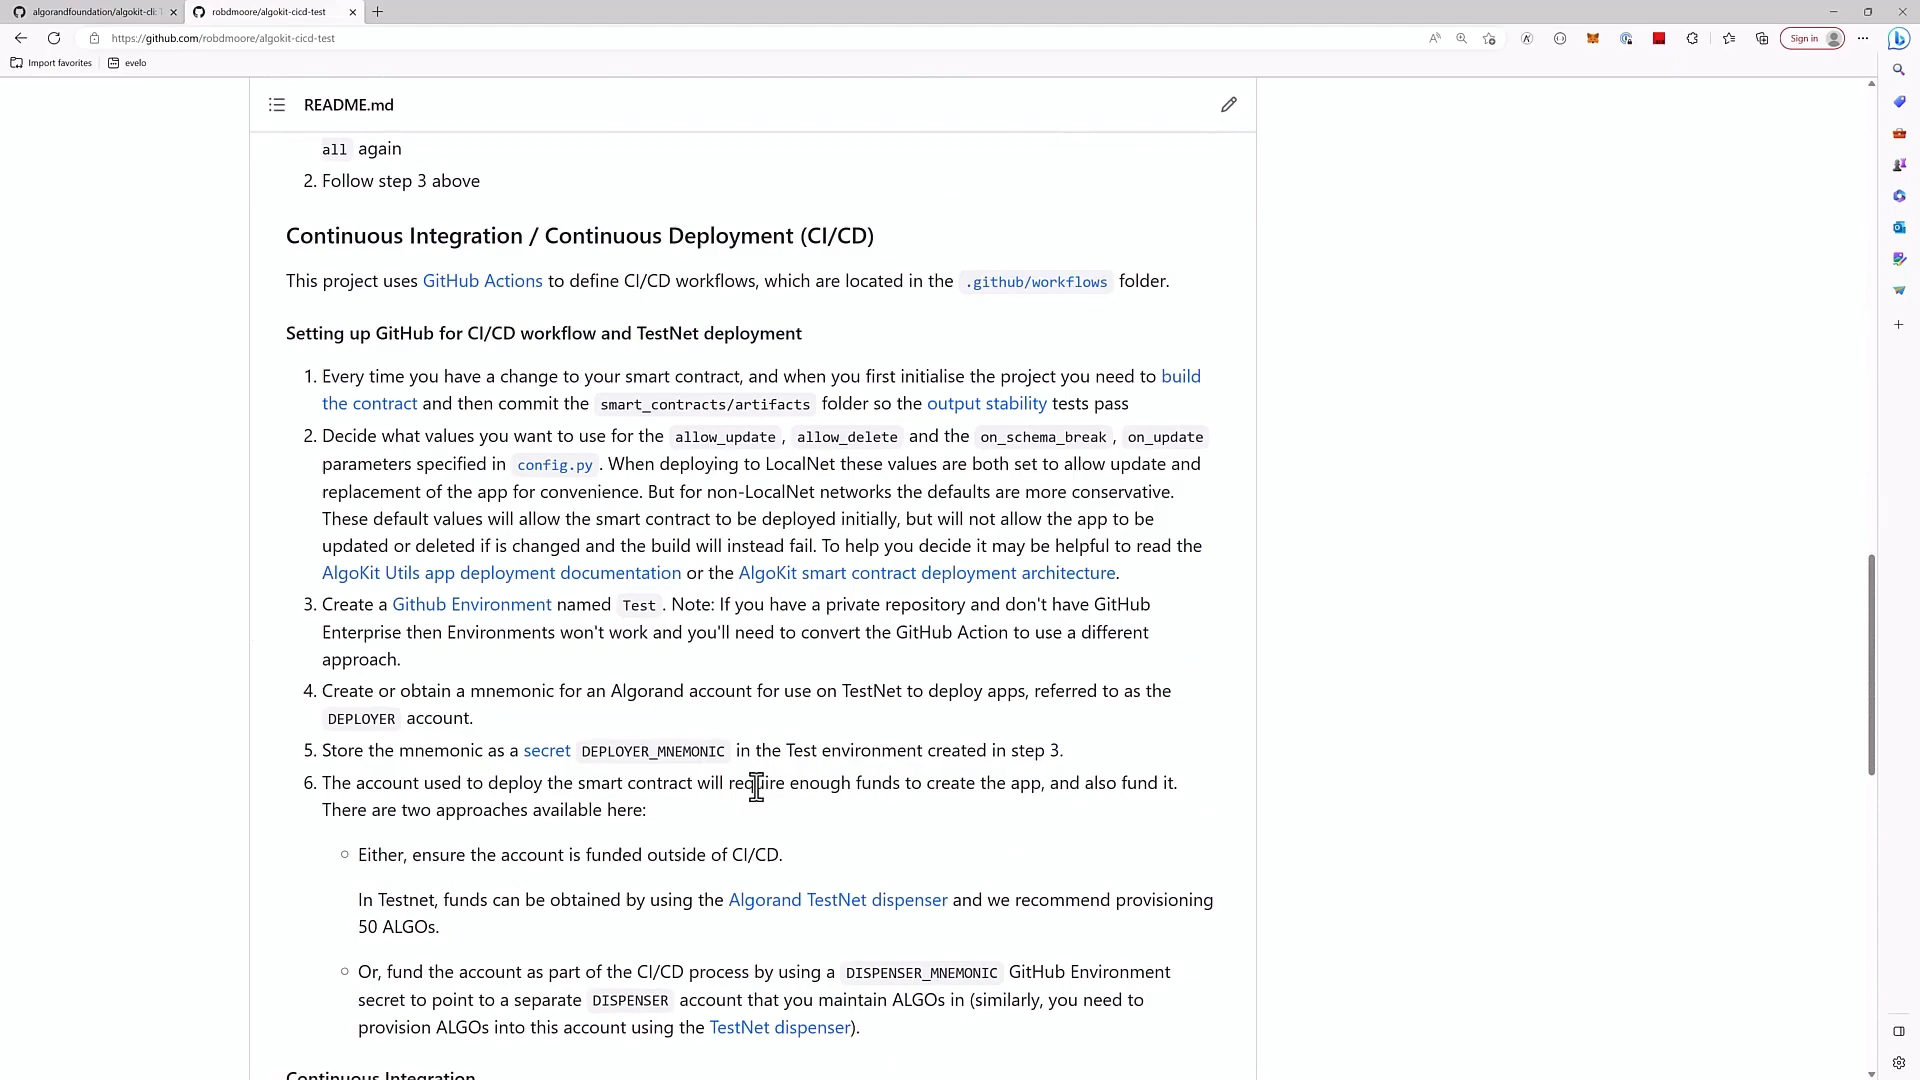 algorandfoundation/algokit-cli: T
robdmoore/algokit-cicd-test
https://github.com/robdmoore/algokit-cicd-test
Sign in
Import favorites
evelo
README.md
all again
2. Follow step 3 above
Continuous Integration / Continuous Deployment (CI/CD)
This project uses GitHub Actions to define CI/CD workflows, which are located in the .github/workflows folder.
Setting up GitHub for CI/CD workflow and TestNet deployment
1. Every time you have a change to your smart contract, and when you first initialise the project you need to build
the contract and then commit the smart_contracts/artifacts folder so the output stability tests pass
2. Decide what values you want to use for the allow_update, allow_delete and the on_schema_break, on_update
parameters specified in config.py. When deploying to LocalNet these values are both set to allow update and
replacement of the app for convenience. But for non-LocalNet networks the defaults are more conservative.
These default values will allow the smart contract to be deployed initially, but will not allow the app to be
updated or deleted if is changed and the build will instead fail. To help you decide it may be helpful to read the
AlgoKit Utils app deployment documentation or the AlgoKit smart contract deployment architecture.
3. Create a Github Environment named Test. Note: If you have a private repository and don't have GitHub
Enterprise then Environments won't work and you'll need to convert the GitHub Action to use a different
approach.
4. Create or obtain a mnemonic for an Algorand account for use on TestNet to deploy apps, referred to as the
DEPLOYER account.
5. Store the mnemonic as a secret DEPLOYER_MNEMONIC in the Test environment created in step 3.
6. The account used to deploy the smart contract will require enough funds to create the app, and also fund it.
There are two approaches available here:
Either, ensure the account is funded outside of CI/CD.
In Testnet, funds can be obtained by using the Algorand TestNet dispenser and we recommend provisioning
50 ALGOs.
Or, fund the account as part of the CI/CD process by using a DISPENSER_MNEMONIC GitHub Environment
secret to point to a separate DISPENSER account that you maintain ALGOs in (similarly, you need to
provision ALGOs into this account using the TestNet dispenser).
Continuous Integration